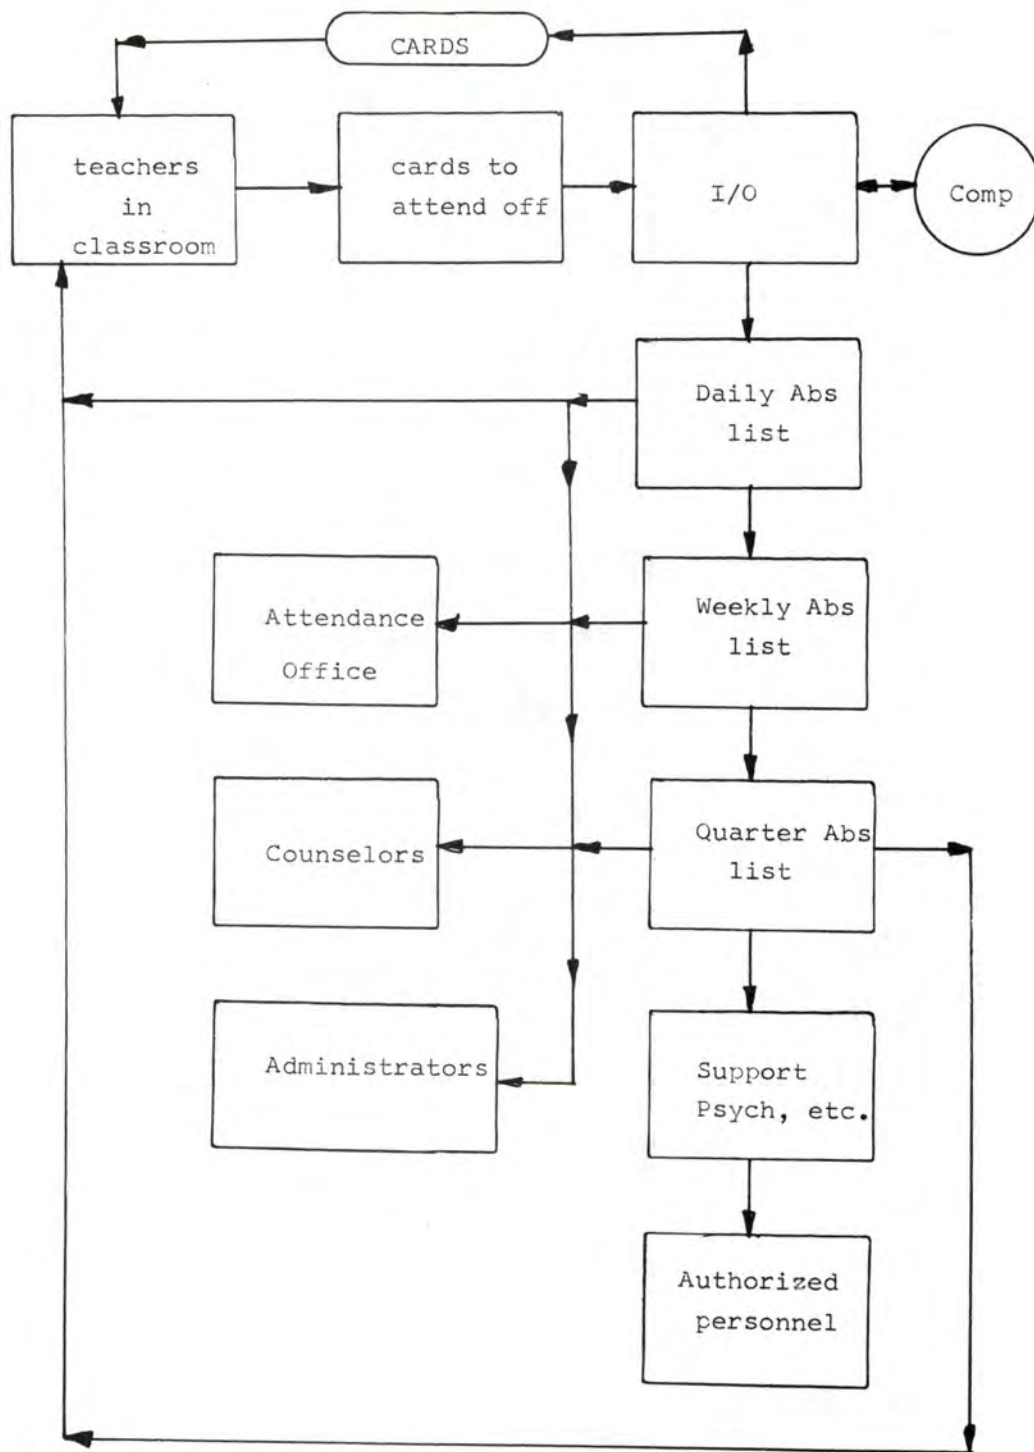 CARDS
teachers
in
classroom
cards to
attend off
I/O
Comp
Daily Abs
list
Attendance
Office
Weekly Abs
list
Counselors
Quarter Abs
list
Administrators
Support
Psych, etc.
Authorized
personnel